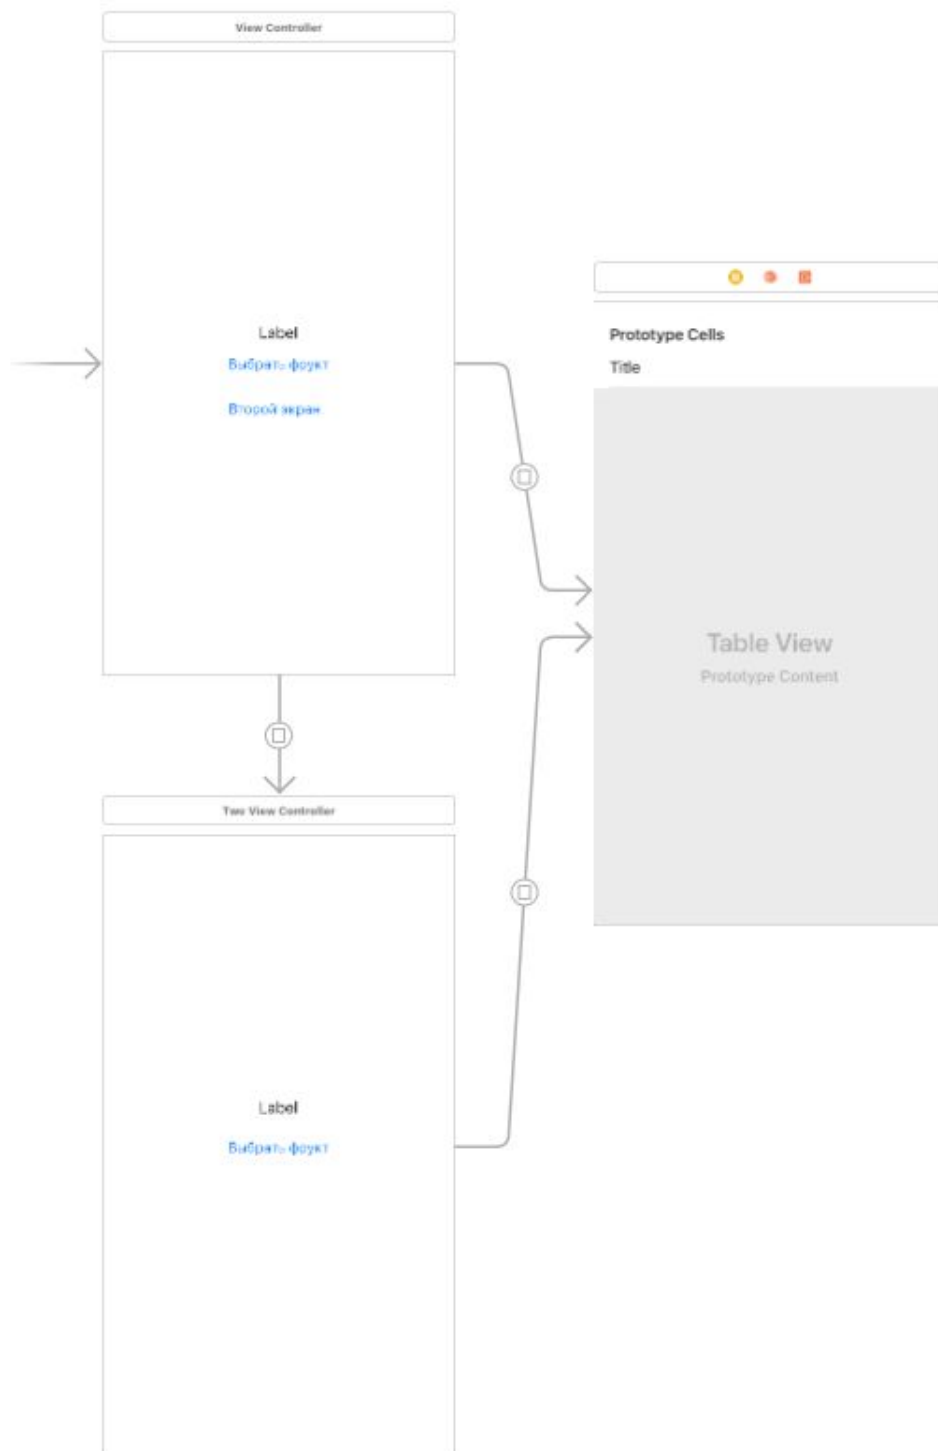 View Controller
Label
Выбрать фрукт
Второй экран
Prototype Cells
Title
Table View
Prototype Content
Two View Controller
Label
Выбрать фрукт